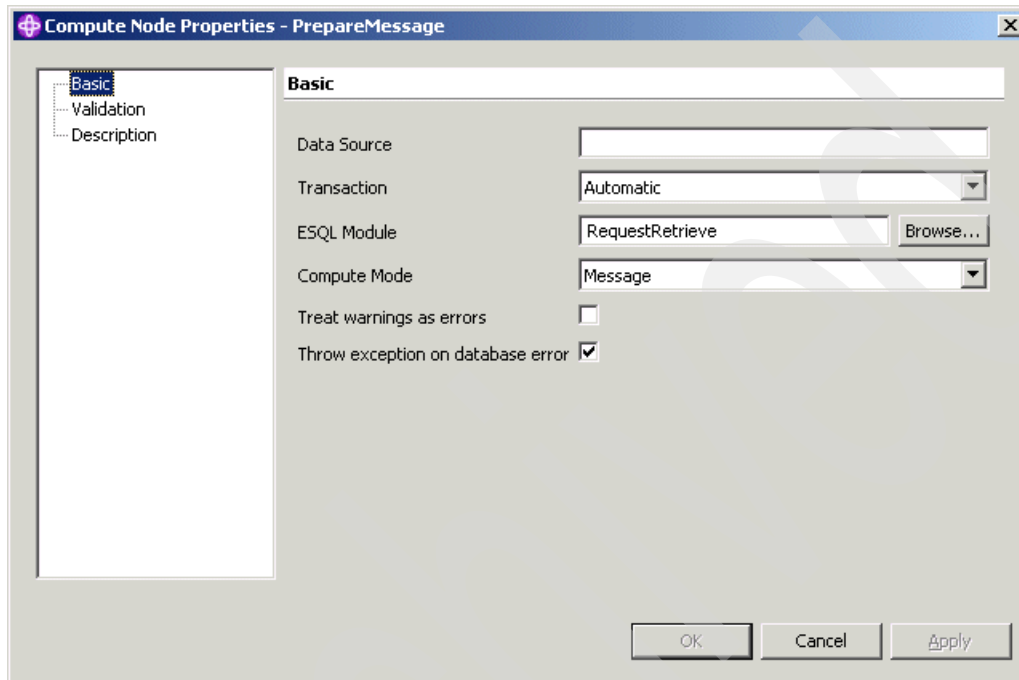 Compute Node Properties - PrepareMessage
Basic
Validation
Description
Basic
Data Source
Transaction Automatic
ESQL Module RequestRetrieve Browse...
Compute Mode Message
Treat warnings as errors
Throw exception on database error
OK Cancel Apply